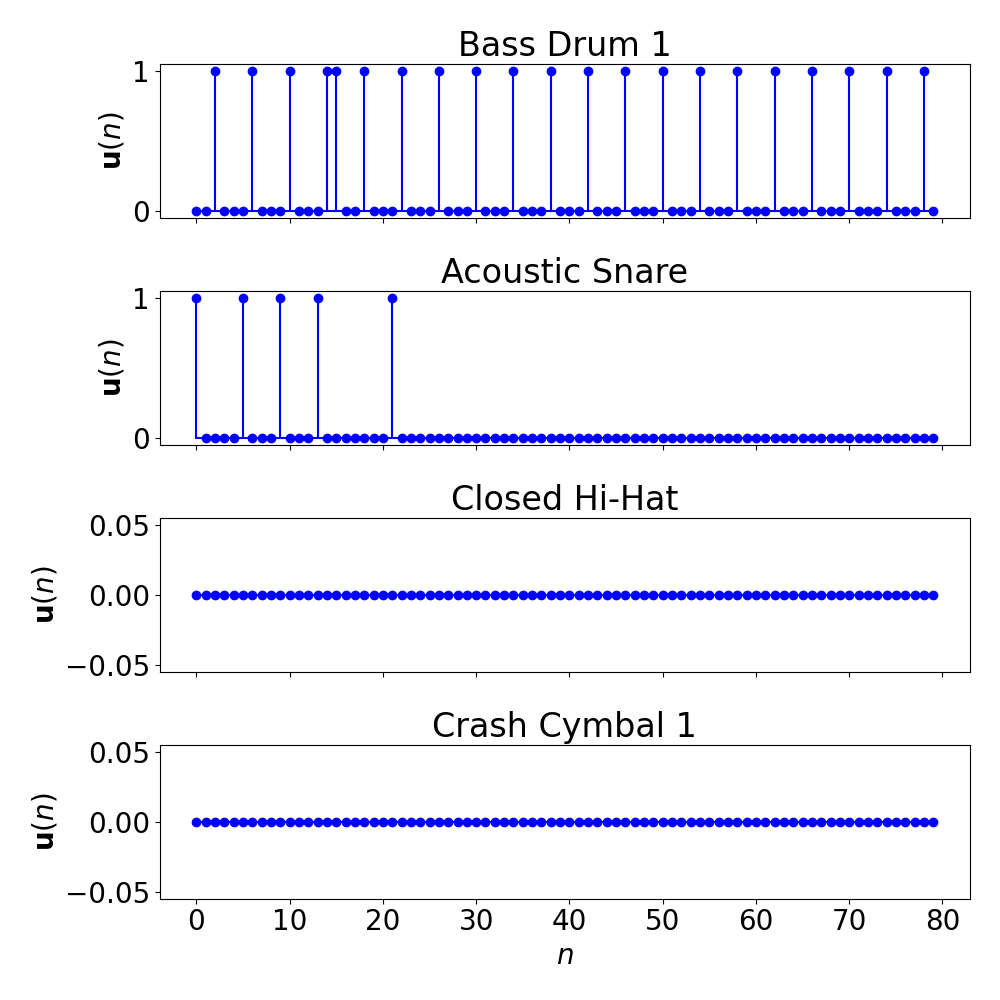 Bass Drum 1
1
u(n)
0
Acoustic Snare
1
u(n)
0
Closed Hi-Hat
0.05
u(n)
0.00
−0.05
Crash Cymbal 1
0.05
u(n)
0.00
−0.05
0 10 20 30 40 50 60 70 80
n